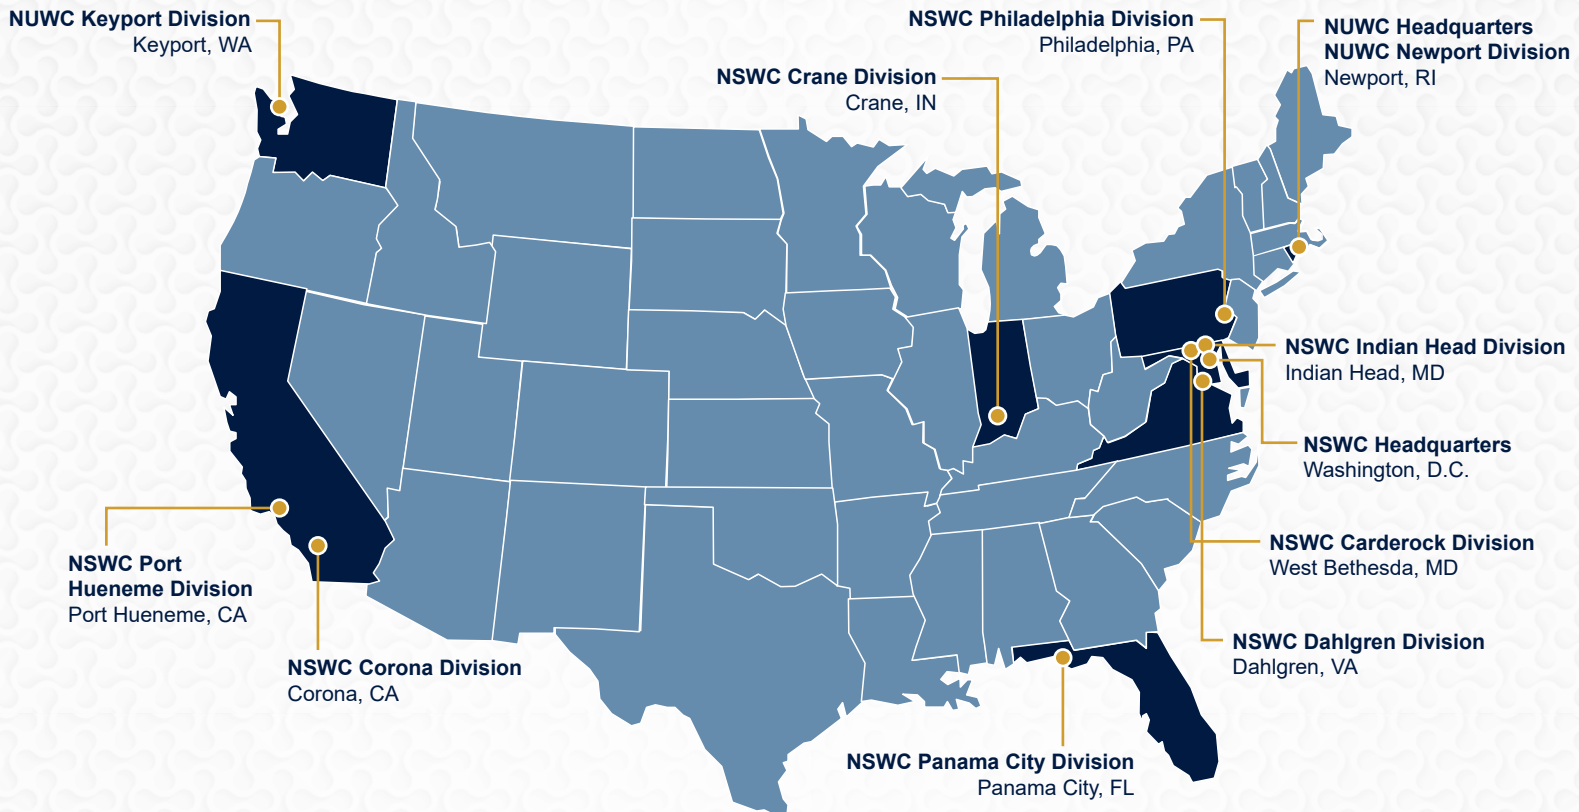 NUWC Keyport Division
Keyport, WA
NSWC Philadelphia Division
Philadelphia, PA
NUWC Headquarters
NUWC Newport Division
Newport, RI
NSWC Crane Division
Crane, IN
NSWC Indian Head Division
Indian Head, MD
NSWC Headquarters
Washington, D.C.
NSWC Carderock Division
West Bethesda, MD
NSWC Port
Hueneme Division
Port Hueneme, CA
NSWC Dahlgren Division
Dahlgren, VA
NSWC Corona Division
Corona, CA
NSWC Panama City Division
Panama City, FL